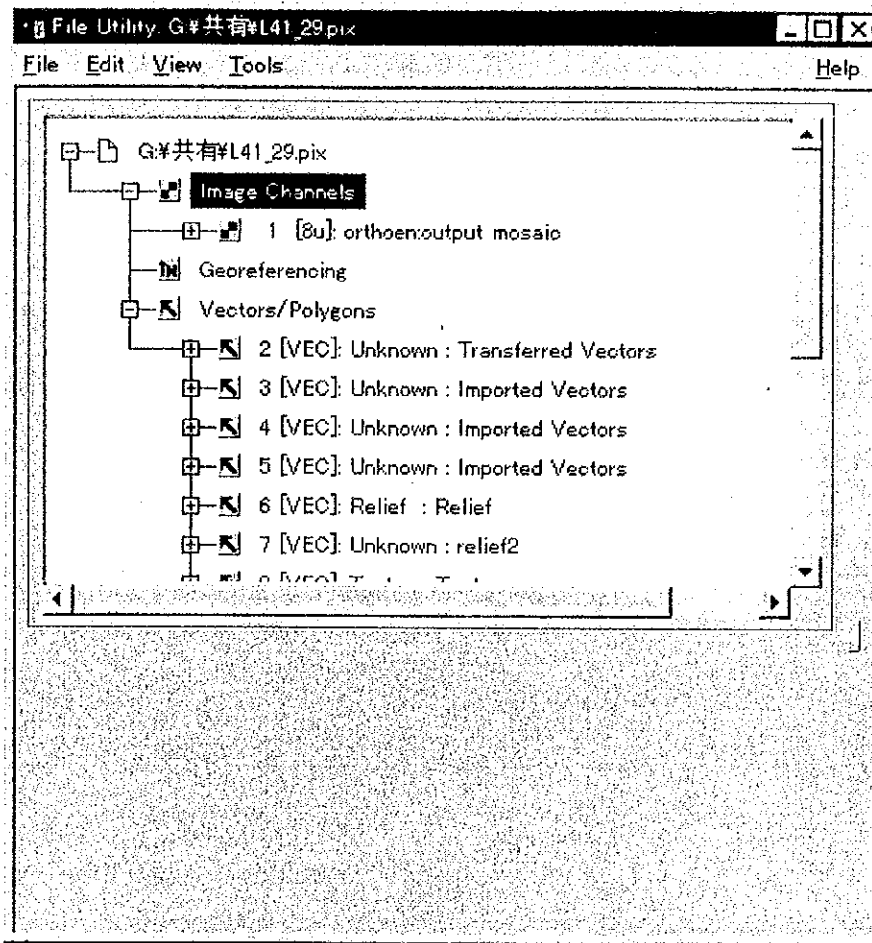 File Utility. G:¥共有¥L41_29.pix
File Edit View Tools Help
G:¥共有¥L41_29.pix
Image Channels
1 [8u]: orthoen:output mosaic
Georeferencing
Vectors/Polygons
2 [VEC]: Unknown : Transferred Vectors
3 [VEC]: Unknown : Imported Vectors
4 [VEC]: Unknown : Imported Vectors
5 [VEC]: Unknown : Imported Vectors
6 [VEC]: Relief : Relief
7 [VEC]: Unknown : relief2